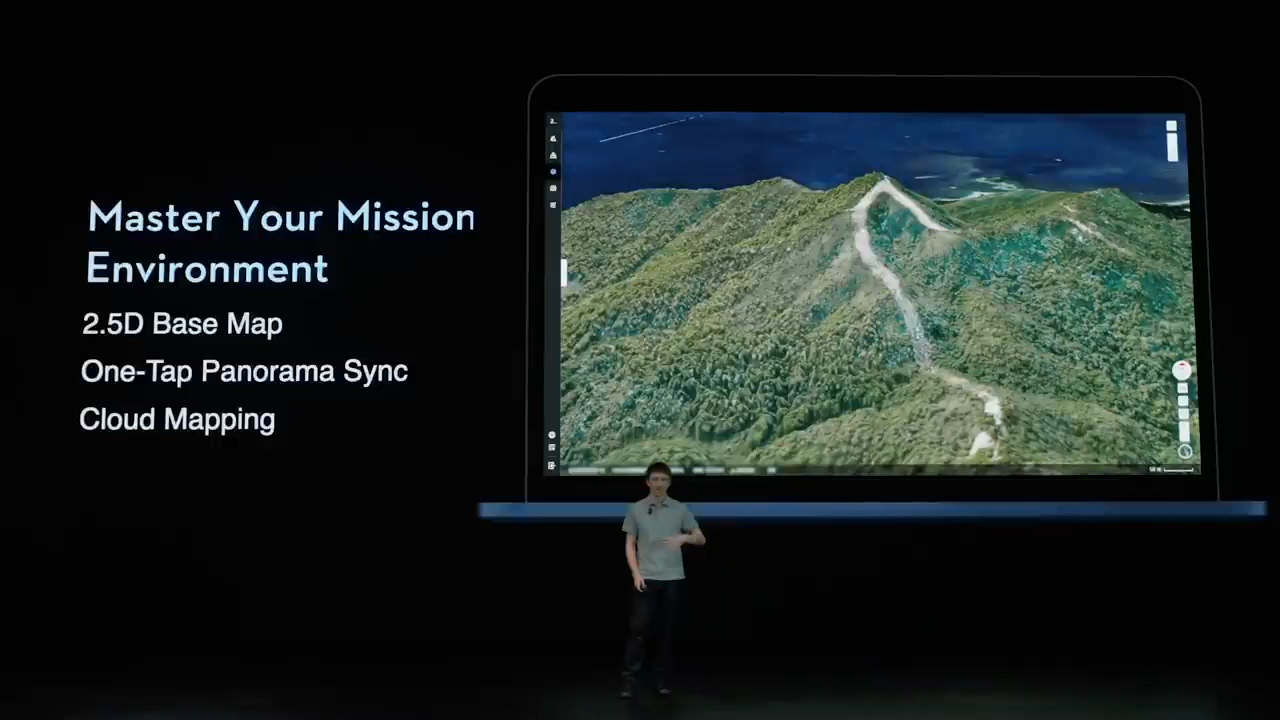 Master Your Mission
Environment
2.5D Base Map
One-Tap Panorama Sync
Cloud Mapping